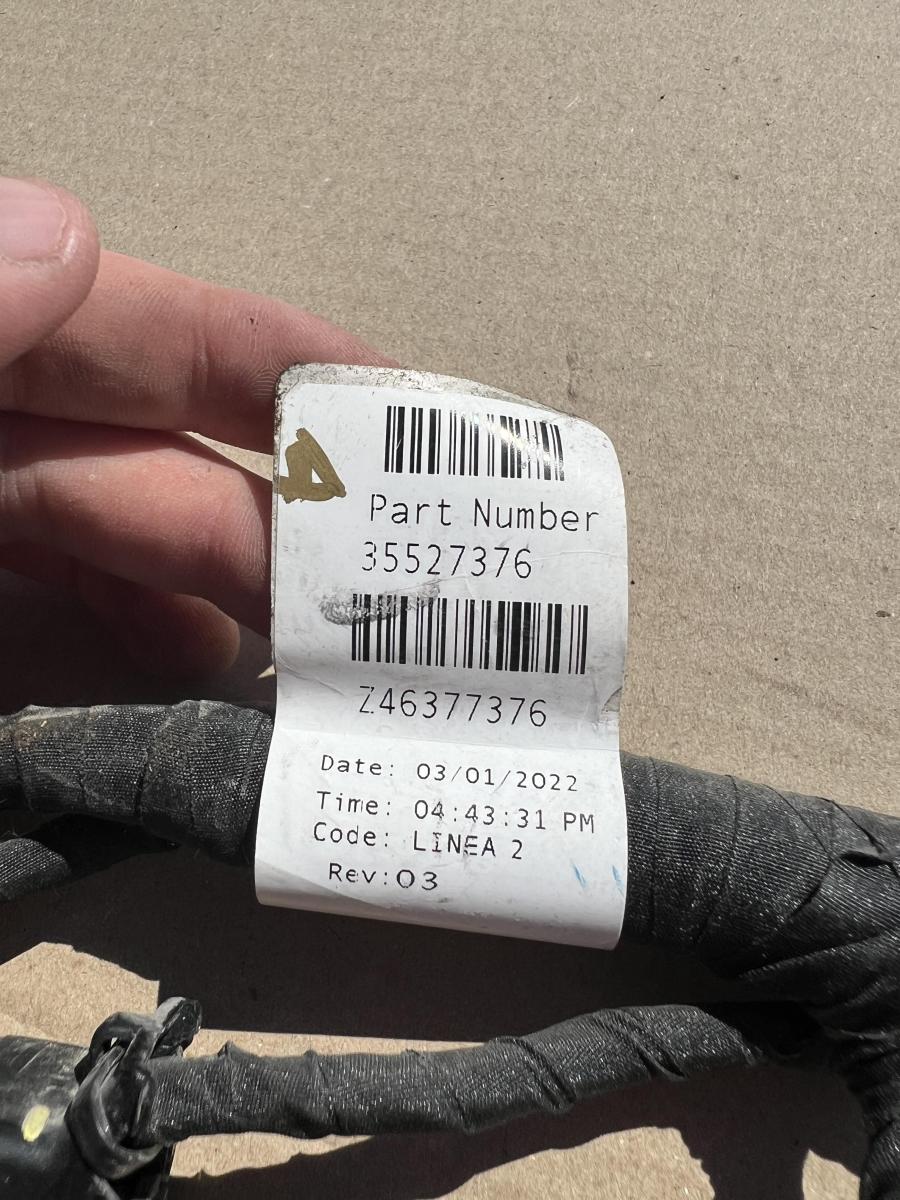 Part Number
35527376
Z46377376
Date: 03/01/2022
Time: 04:43:31 PM
Code: LINEA 2
Rev:03